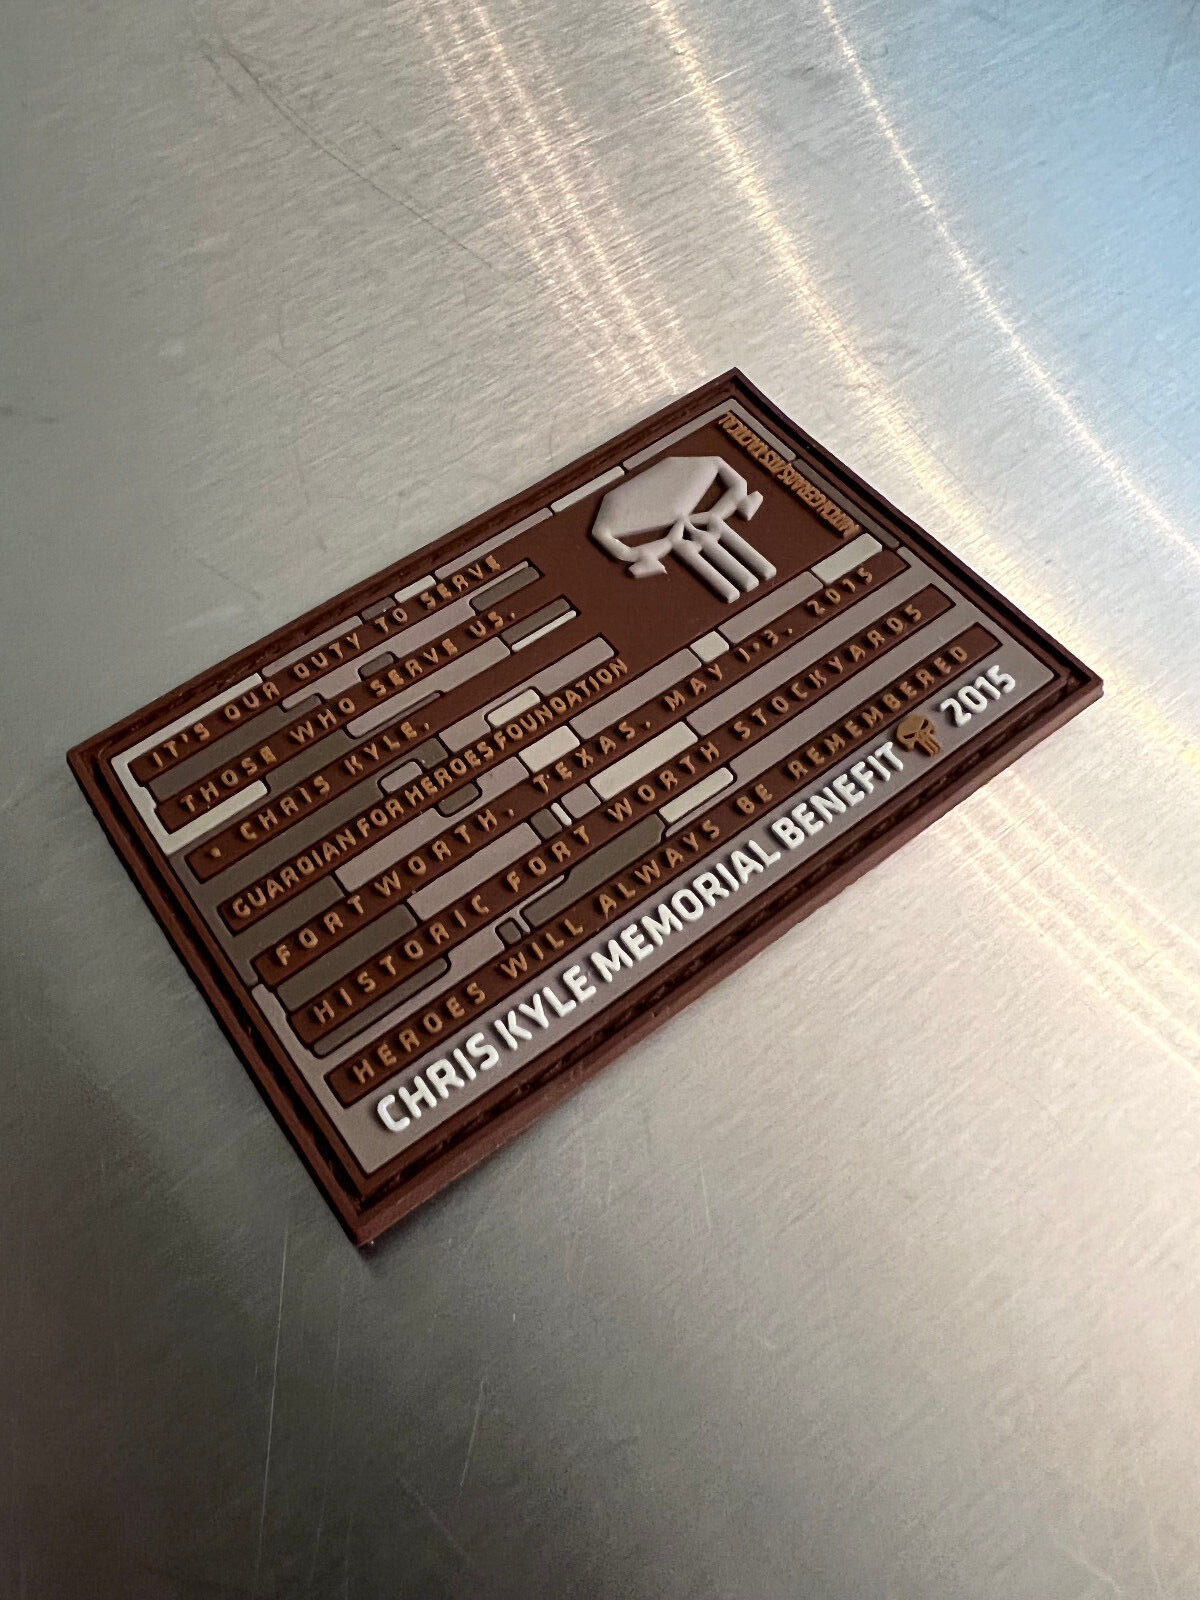 IT'S OUR DUTY TO SERVE
THOSE WHO SERVE US.
• CHRIS KYLE.
GUARDIAN FOR HEROES FOUNDATION
FORT WORTH, TEXAS. MAY 1•3. 2015
HISTORIC FORT WORTH STOCKYARDS
HEROES WILL ALWAYS BE REMEMBERED
CHRIS KYLE MEMORIAL BENEFIT 2015